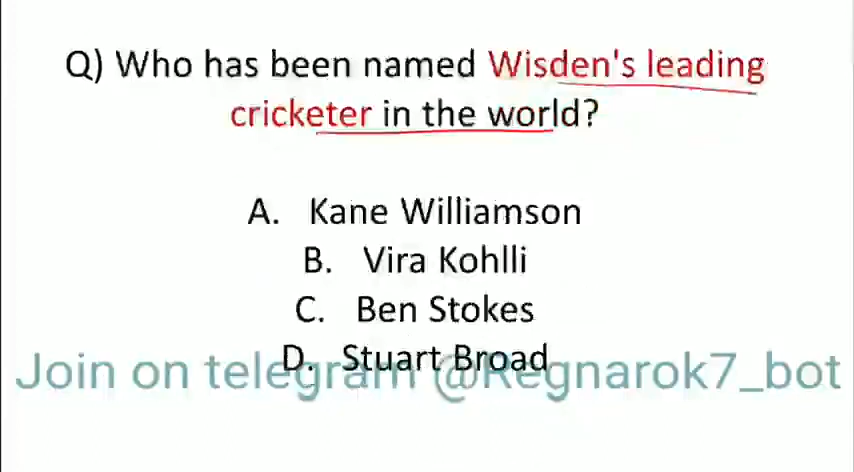 Q) Who has been named Wisden's leading
cricketer in the world?
A. Kane Williamson
B. Vira Kohlli
C. Ben Stokes
D. Stuart Broad
Join on telegram @Regnarok7_bot